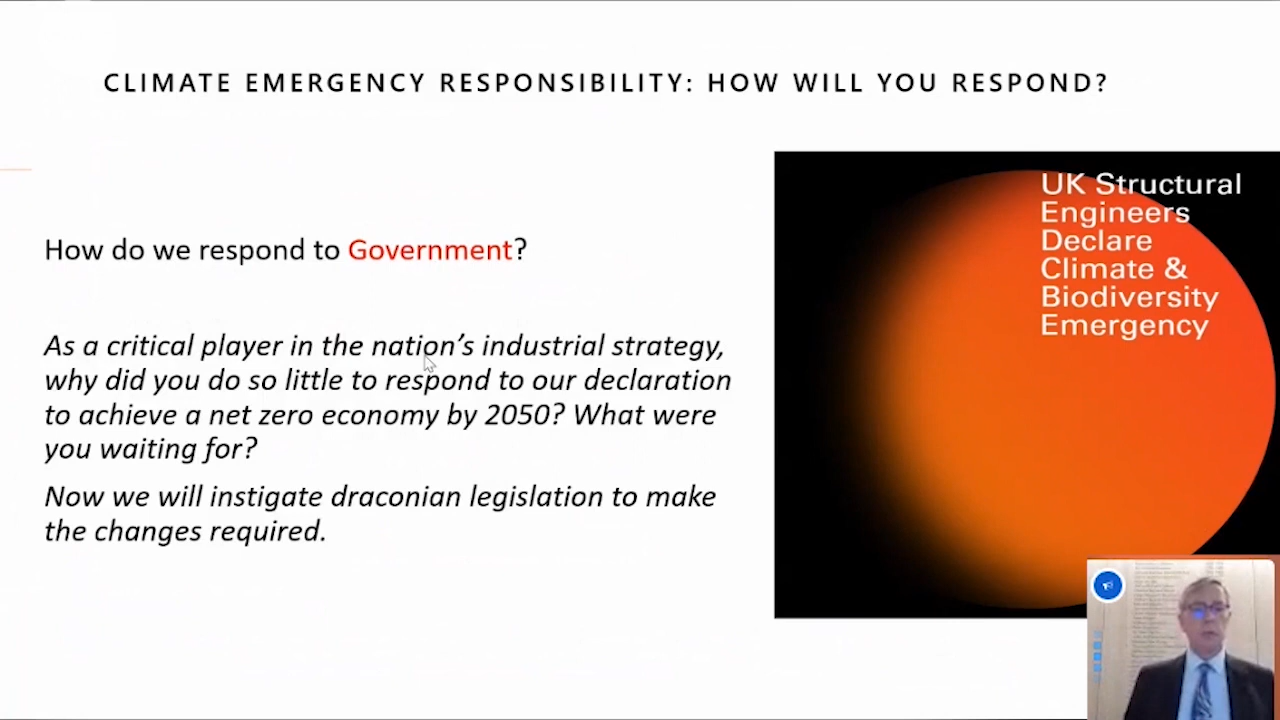 CLIMATE EMERGENCY RESPONSIBILITY: HOW WILL YOU RESPOND?
UK Structural
Engineers
Declare
Climate &
Biodiversity
Emergency
How do we respond to Government?
As a critical player in the nation's industrial strategy,
why did you do so little to respond to our declaration
to achieve a net zero economy by 2050? What were
you waiting for?
Now we will instigate draconian legislation to make
the changes required.